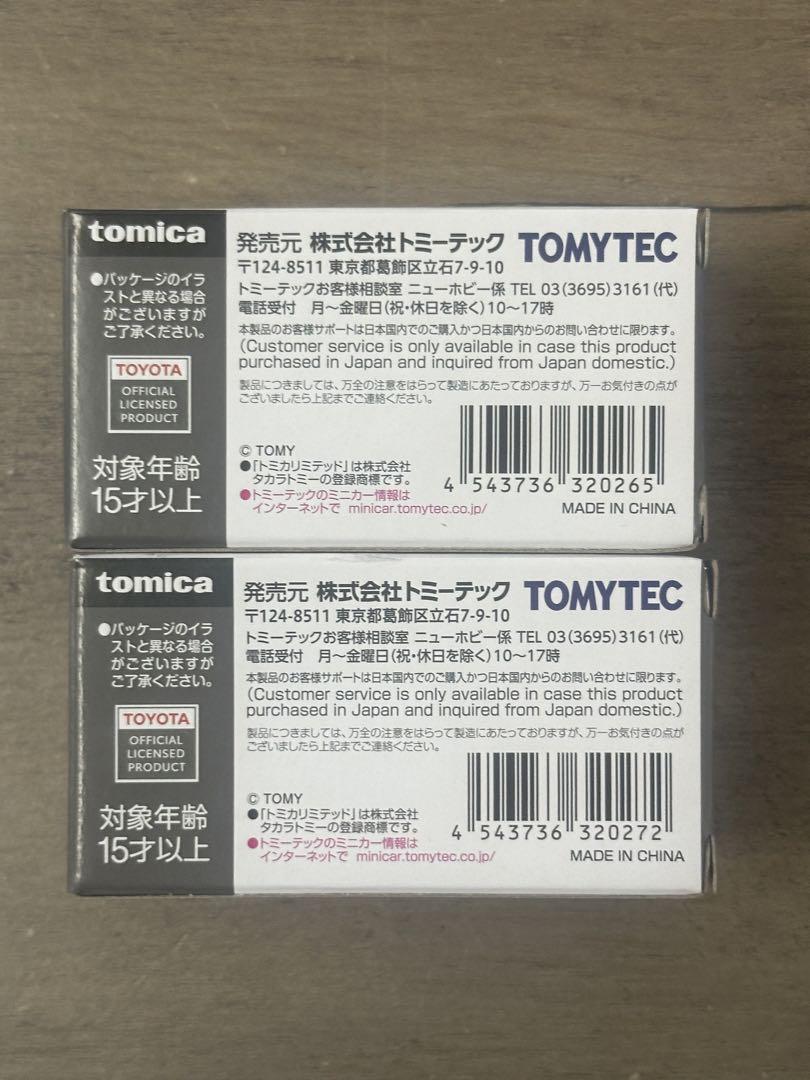 tomica
●パッケージのイラ
ストと異なる場合
がございますが
ご了承ください。
TOYOTA
OFFICIAL
LICENSED
PRODUCT
対象年齢
15才以上
発売元 株式会社トミーテック TOMYTEC
〒124-8511 東京都葛飾区立石7-9-10
トミーテックお客様相談室 ニューホビー係 TEL 03(3695)3161(代)
電話受付 月〜金曜日(祝・休日を除く)10〜17時
本製品のお客様サポートは日本国内でのご購入かつ日本国内からのお問い合わせに限ります。
(Customer service is only available in case this product
purchased in Japan and inquired from Japan domestic.)
製品につきましては、万全の注意をはらって製造にあたっておりますが、万一お気付きの点が
ございましたら上記までご連絡ください。
© TOMY
●「トミカリミテッド」は株式会社
タカラトミーの登録商標です。
●トミーテックのミニカー情報は
インターネットで minicar.tomytec.co.jp/
4 543736 320265
MADE IN CHINA
tomica
●パッケージのイラ
ストと異なる場合
がございますが
ご了承ください。
TOYOTA
OFFICIAL
LICENSED
PRODUCT
対象年齢
15才以上
発売元 株式会社トミーテック TOMYTEC
〒124-8511 東京都葛飾区立石7-9-10
トミーテックお客様相談室 ニューホビー係 TEL 03(3695)3161(代)
電話受付 月〜金曜日(祝・休日を除く)10〜17時
本製品のお客様サポートは日本国内でのご購入かつ日本国内からのお問い合わせに限ります。
(Customer service is only available in case this product
purchased in Japan and inquired from Japan domestic.)
製品につきましては、万全の注意をはらって製造にあたっておりますが、万一お気付きの点が
ございましたら上記までご連絡ください。
© TOMY
●「トミカリミテッド」は株式会社
タカラトミーの登録商標です。
●トミーテックのミニカー情報は
インターネットで minicar.tomytec.co.jp/
4 543736 320272
MADE IN CHINA